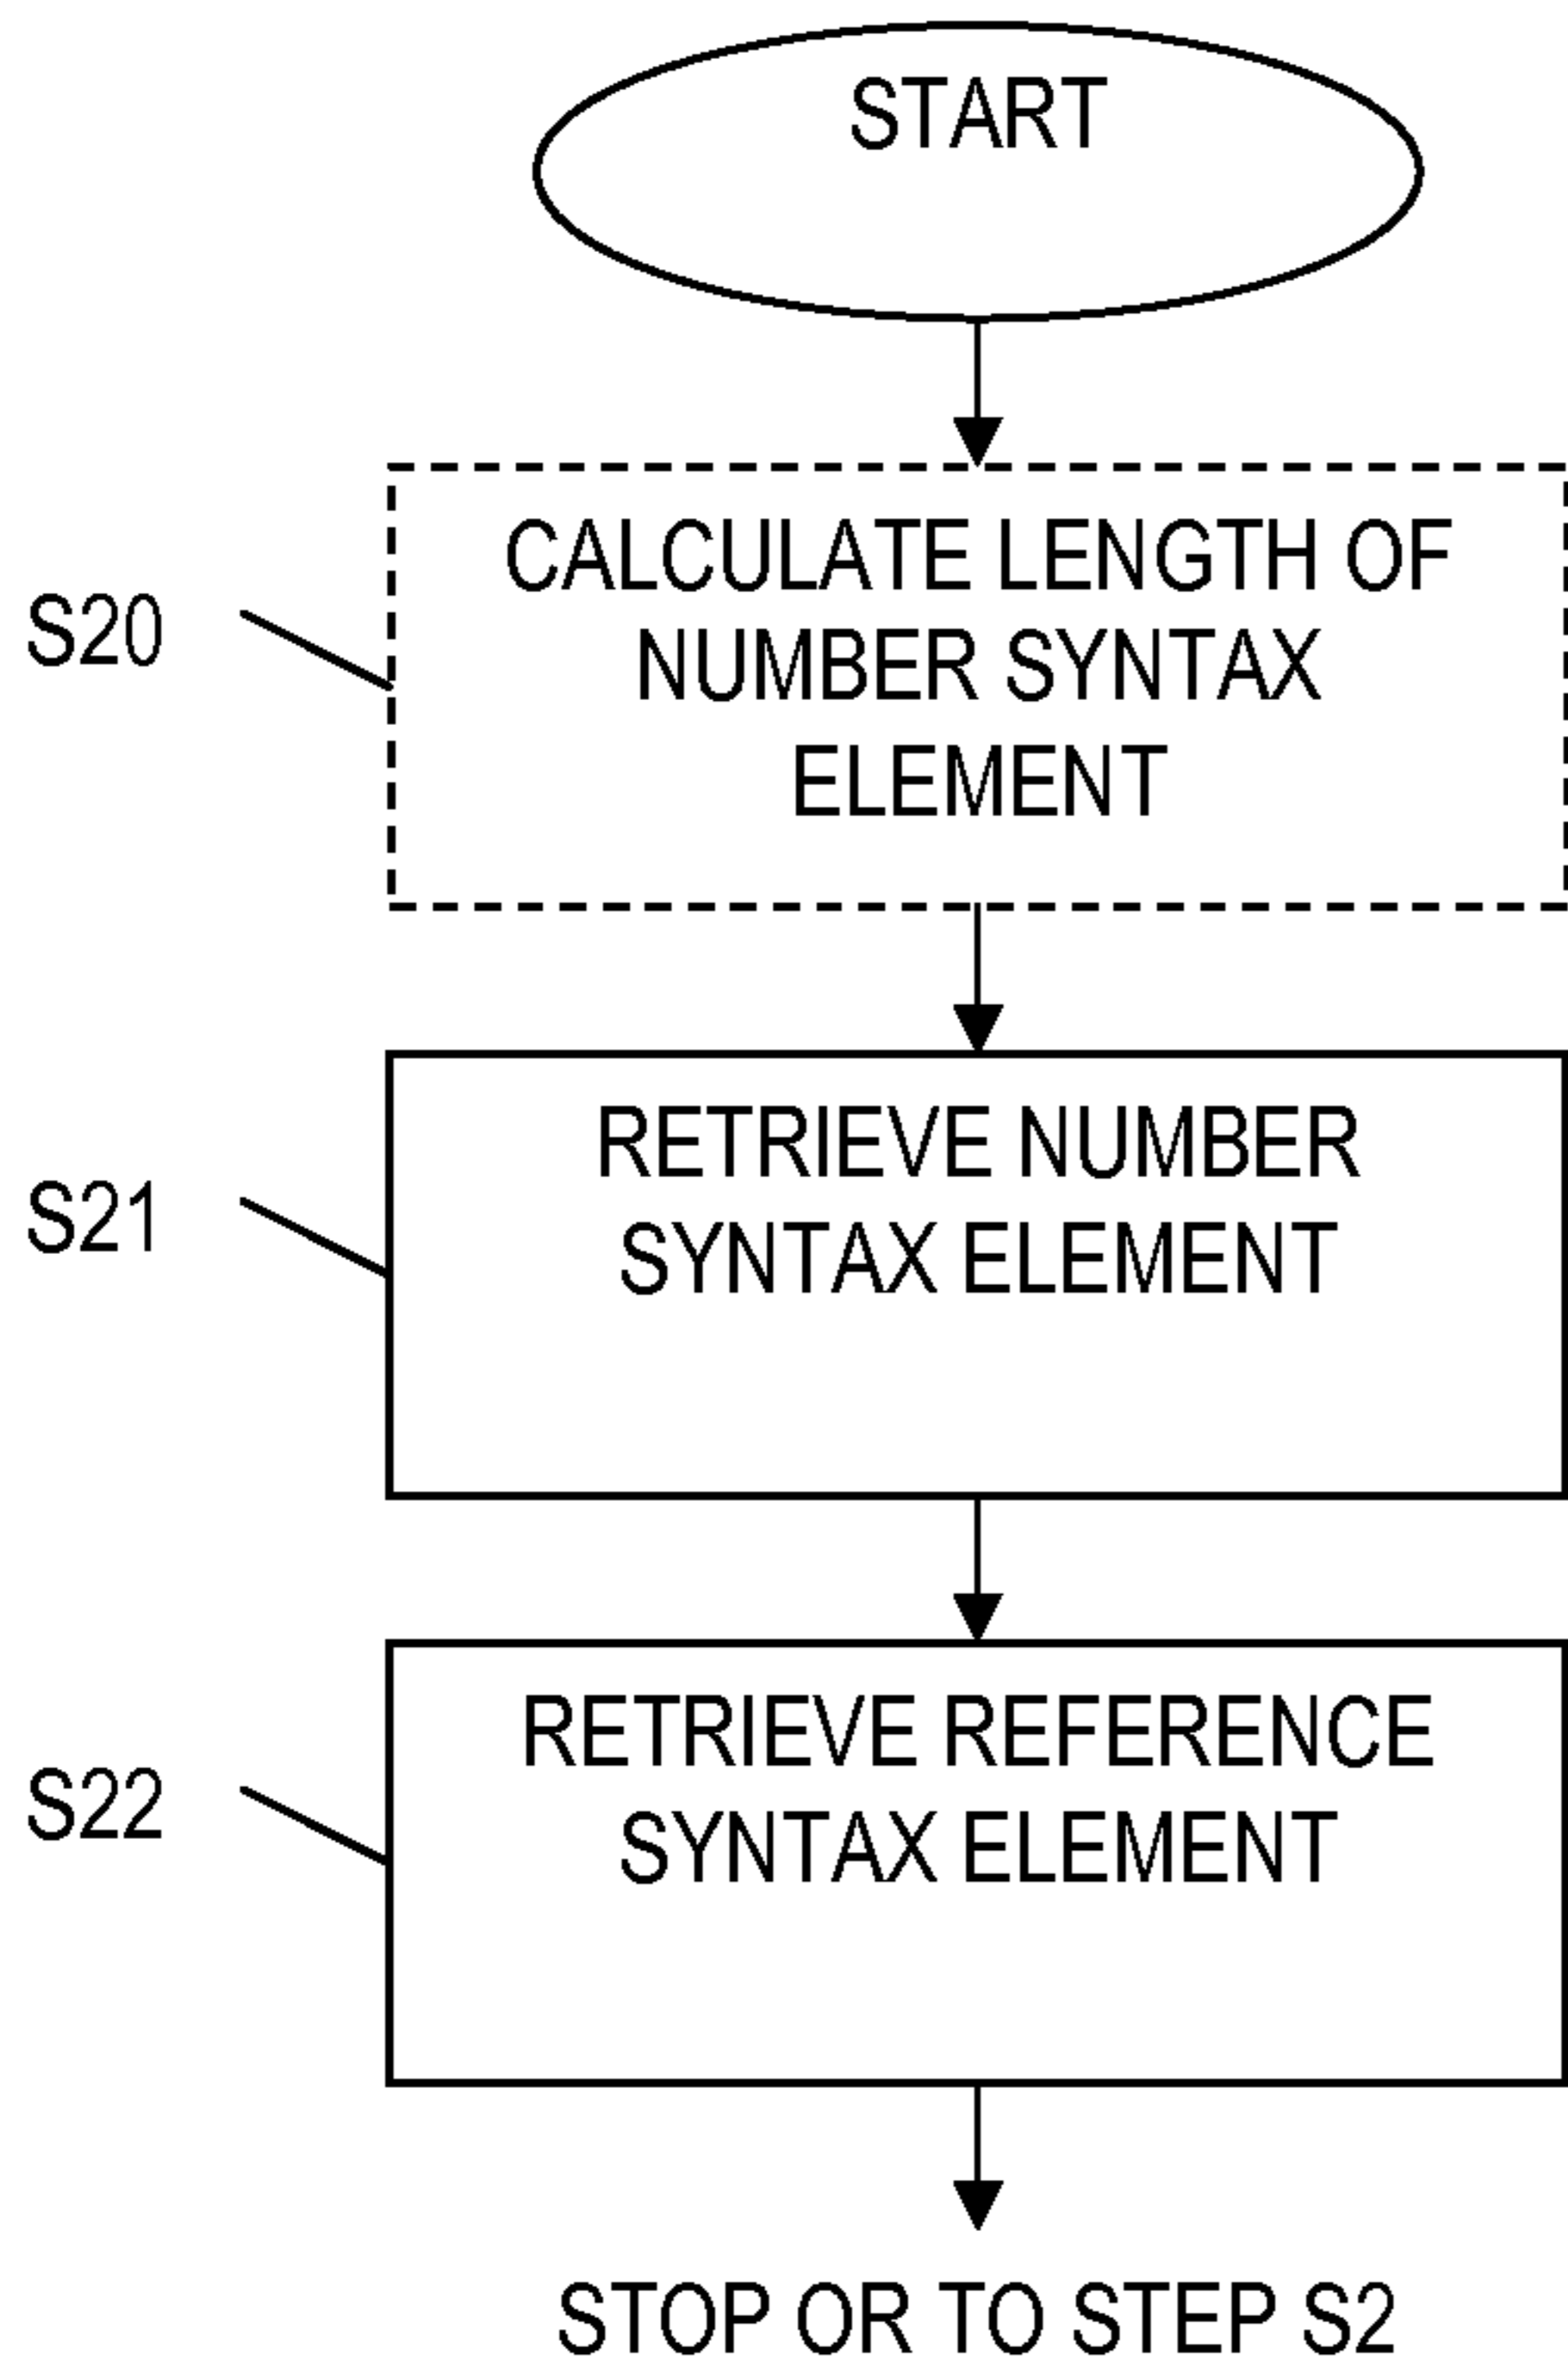 START
S20
CALCULATE LENGTH OF
NUMBER SYNTAX
ELEMENT
S21
RETRIEVE NUMBER
SYNTAX ELEMENT
S22
RETRIEVE REFERENCE
SYNTAX ELEMENT
STOP OR TO STEP S2